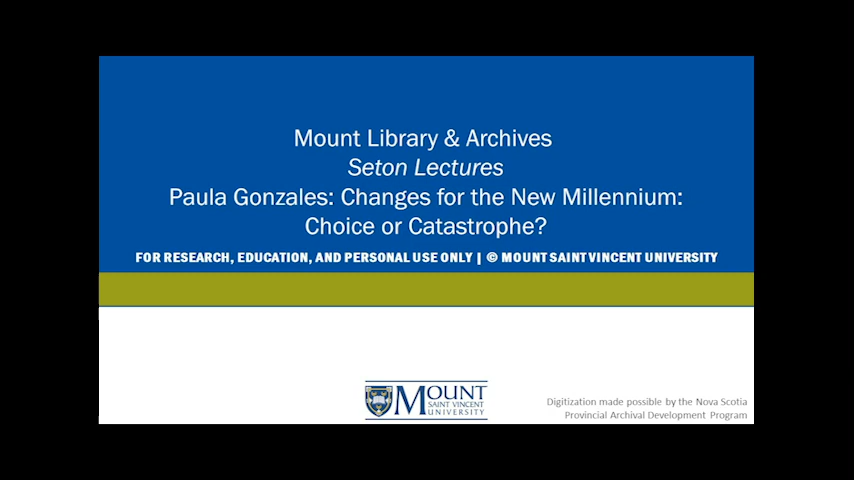 Mount Library & Archives
Seton Lectures
Paula Gonzales: Changes for the New Millennium:
Choice or Catastrophe?
FOR RESEARCH, EDUCATION, AND PERSONAL USE ONLY | © MOUNT SAINT VINCENT UNIVERSITY
MOUNT
SAINT VINCENT
UNIVERSITY
Digitization made possible by the Nova Scotia
Provincial Archival Development Program